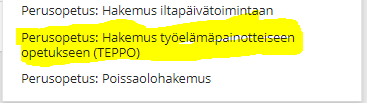 Perusopetus: Hakemus iltapäivätoimintaan
Perusopetus: Hakemus työelämäpainotteiseen
opetukseen (TEPPO)
Perusopetus: Poissaolohakemus